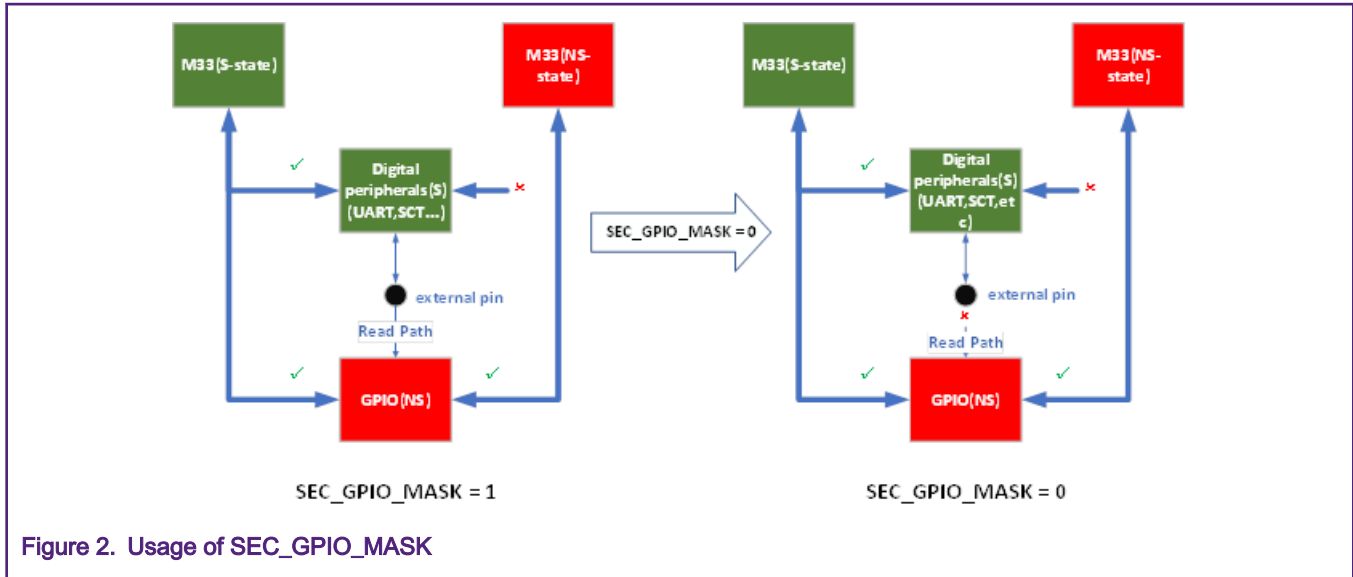 M33(S-state)
M33(NS-
state)
Digital
peripherals(S)
(UART,SCT...)
external pin
Read Path
GPIO(NS)
SEC_GPIO_MASK = 1
SEC_GPIO_MASK = 0
M33(S-state)
M33(NS-
state)
Digital
peripherals(S)
(UART,SCT,et
c)
external pin
Read Path
GPIO(NS)
SEC_GPIO_MASK = 0
Figure 2. Usage of SEC_GPIO_MASK